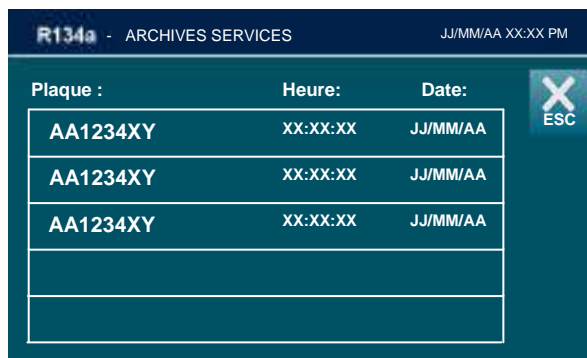 R134a - ARCHIVES SERVICES JJ/MM/AA XX:XX PM
Plaque : Heure: Date:
ESC
AA1234XY XX:XX:XX JJ/MM/AA
AA1234XY XX:XX:XX JJ/MM/AA
AA1234XY XX:XX:XX JJ/MM/AA